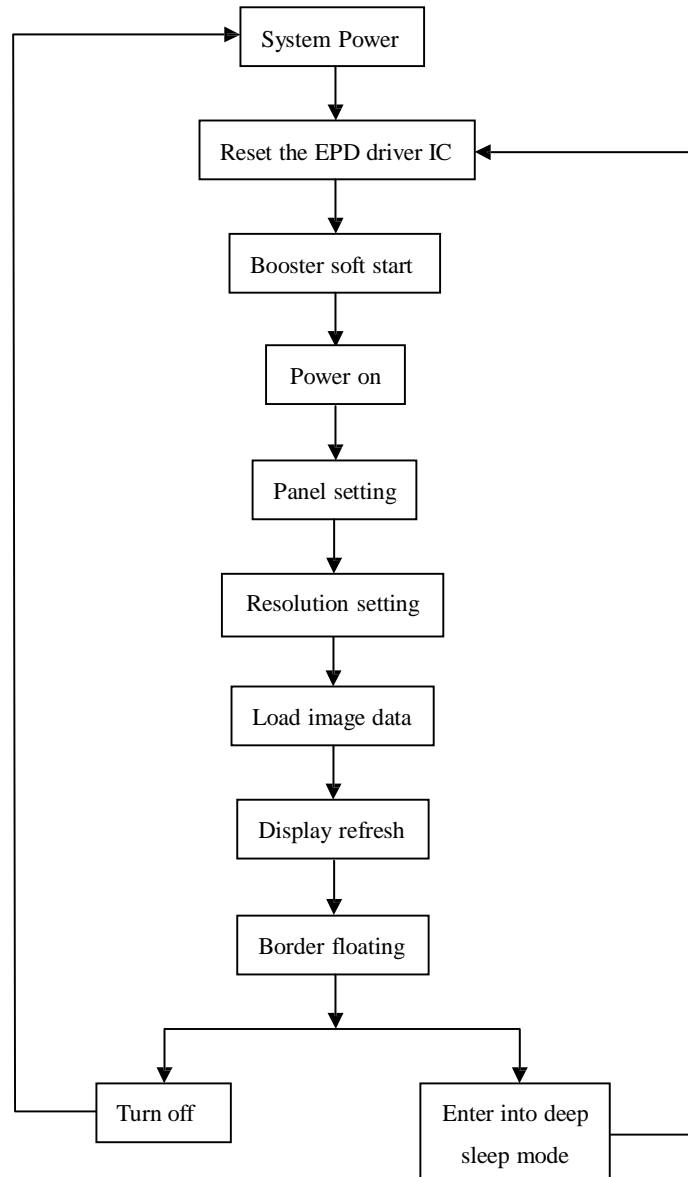 System Power
Reset the EPD driver IC
Booster soft start
Power on
Panel setting
Resolution setting
Load image data
Display refresh
Border floating
Turn off
Enter into deep
sleep mode